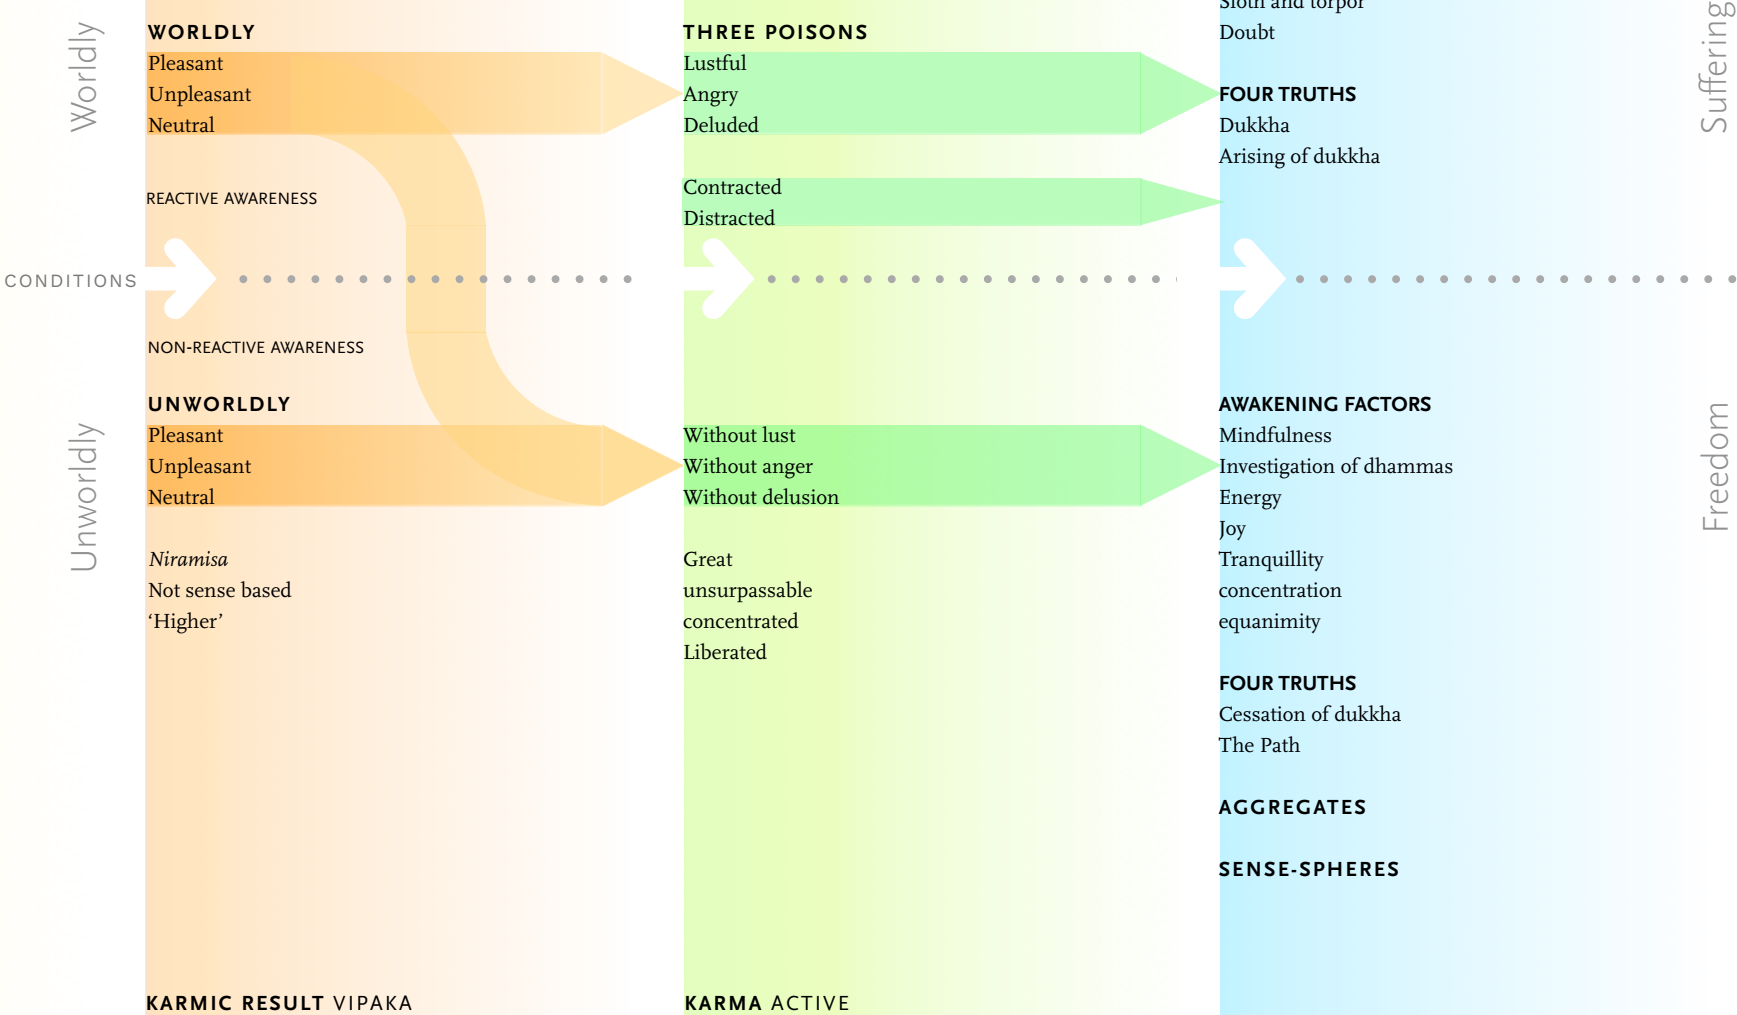 Worldly
WORLDLY
Pleasant
Unpleasant
Neutral
REACTIVE AWARENESS
CONDITIONS
NON-REACTIVE AWARENESS
Unworldly
UNWORLDLY
Pleasant
Unpleasant
Neutral
Niramisa
Not sense based
‘Higher’
KARMIC RESULT VIPAKA
THREE POISONS
Lustful
Angry
Deluded
Contracted
Distracted
Without lust
Without anger
Without delusion
Great
unsurpassable
concentrated
Liberated
KARMA ACTIVE
Sloth and torpor
Doubt
FOUR TRUTHS
Dukkha
Arising of dukkha
AWAKENING FACTORS
Mindfulness
Investigation of dhammas
Energy
Joy
Tranquillity
concentration
equanimity
FOUR TRUTHS
Cessation of dukkha
The Path
AGGREGATES
SENSE-SPHERES
Suffering
Freedom